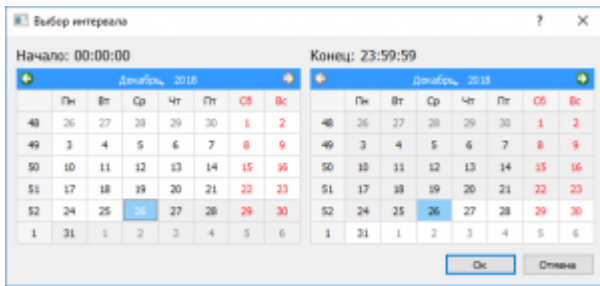 Выбор интервала ? ×
Начало: 00:00:00
Декабрь, 2018
Пн Вт Ср Чт Пт Сб Вс
48 26 27 28 29 30 1 2
49 3 4 5 6 7 8 9
50 10 11 12 13 14 15 16
51 17 18 19 20 21 22 23
52 24 25 26 27 28 29 30
1 31 1 2 3 4 5 6
Конец: 23:59:59
Декабрь, 2018
Пн Вт Ср Чт Пт Сб Вс
48 26 27 28 29 30 1 2
49 3 4 5 6 7 8 9
50 10 11 12 13 14 15 16
51 17 18 19 20 21 22 23
52 24 25 26 27 28 29 30
1 31 1 2 3 4 5 6
Ок Отмена